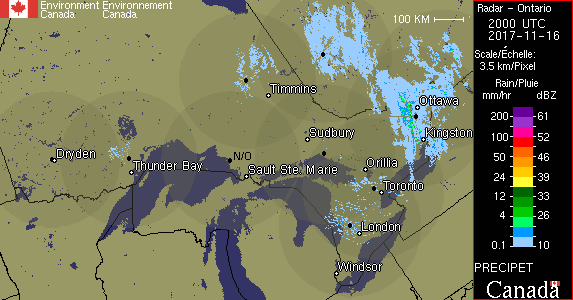 Environment Environnement
Canada Canada
100 KM
Timmins
Ottawa
Sudbury
Kingston
Dryden
N/O
Thunder Bay
Sault Ste. Marie
Orillia
Toronto
London
Windsor
Radar - Ontario
2000 UTC
2017-11-16
Scale/Échelle:
3.5 km/Pixel
Rain/Pluie
mm/hr dBZ
200 61
100 52
50 46
24 39
12 33
4 26
0.1 10
PRECIPET
Canada